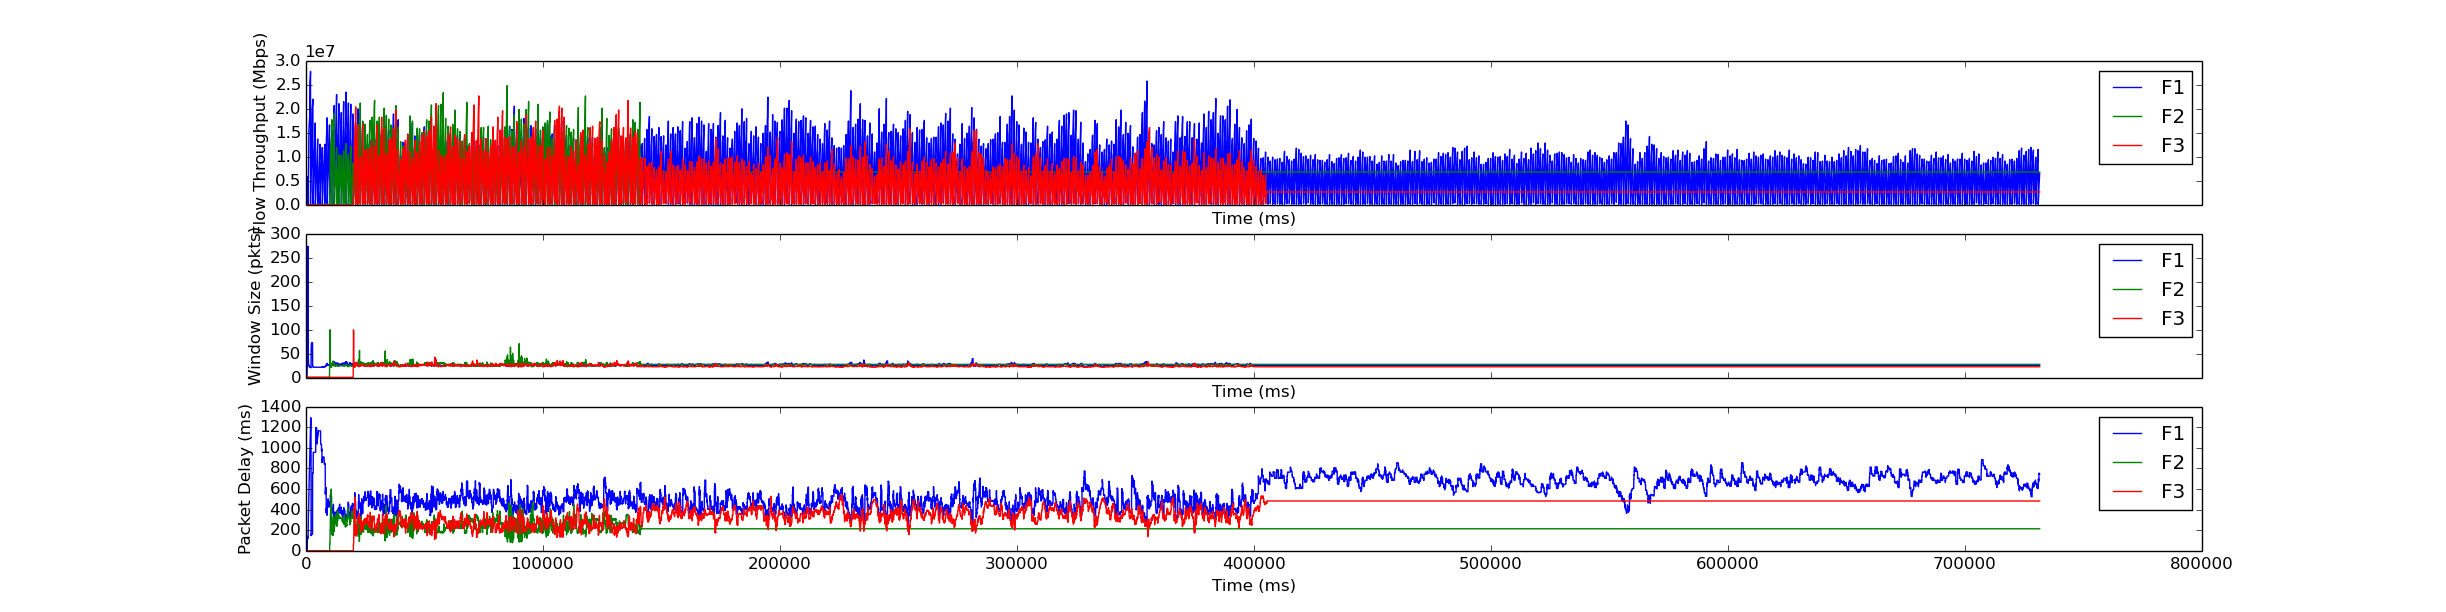 1e7
Flow Throughput (Mbps)
3.0
2.5
2.0
1.5
1.0
0.5
0.0
F1
F2
F3
Time (ms)
Window Size (pkts)
300
250
200
150
100
50
0
F1
F2
F3
Time (ms)
Packet Delay (ms)
1400
1200
1000
800
600
400
200
0
F1
F2
F3
0 100000 200000 300000 400000 500000 600000 700000 800000
Time (ms)